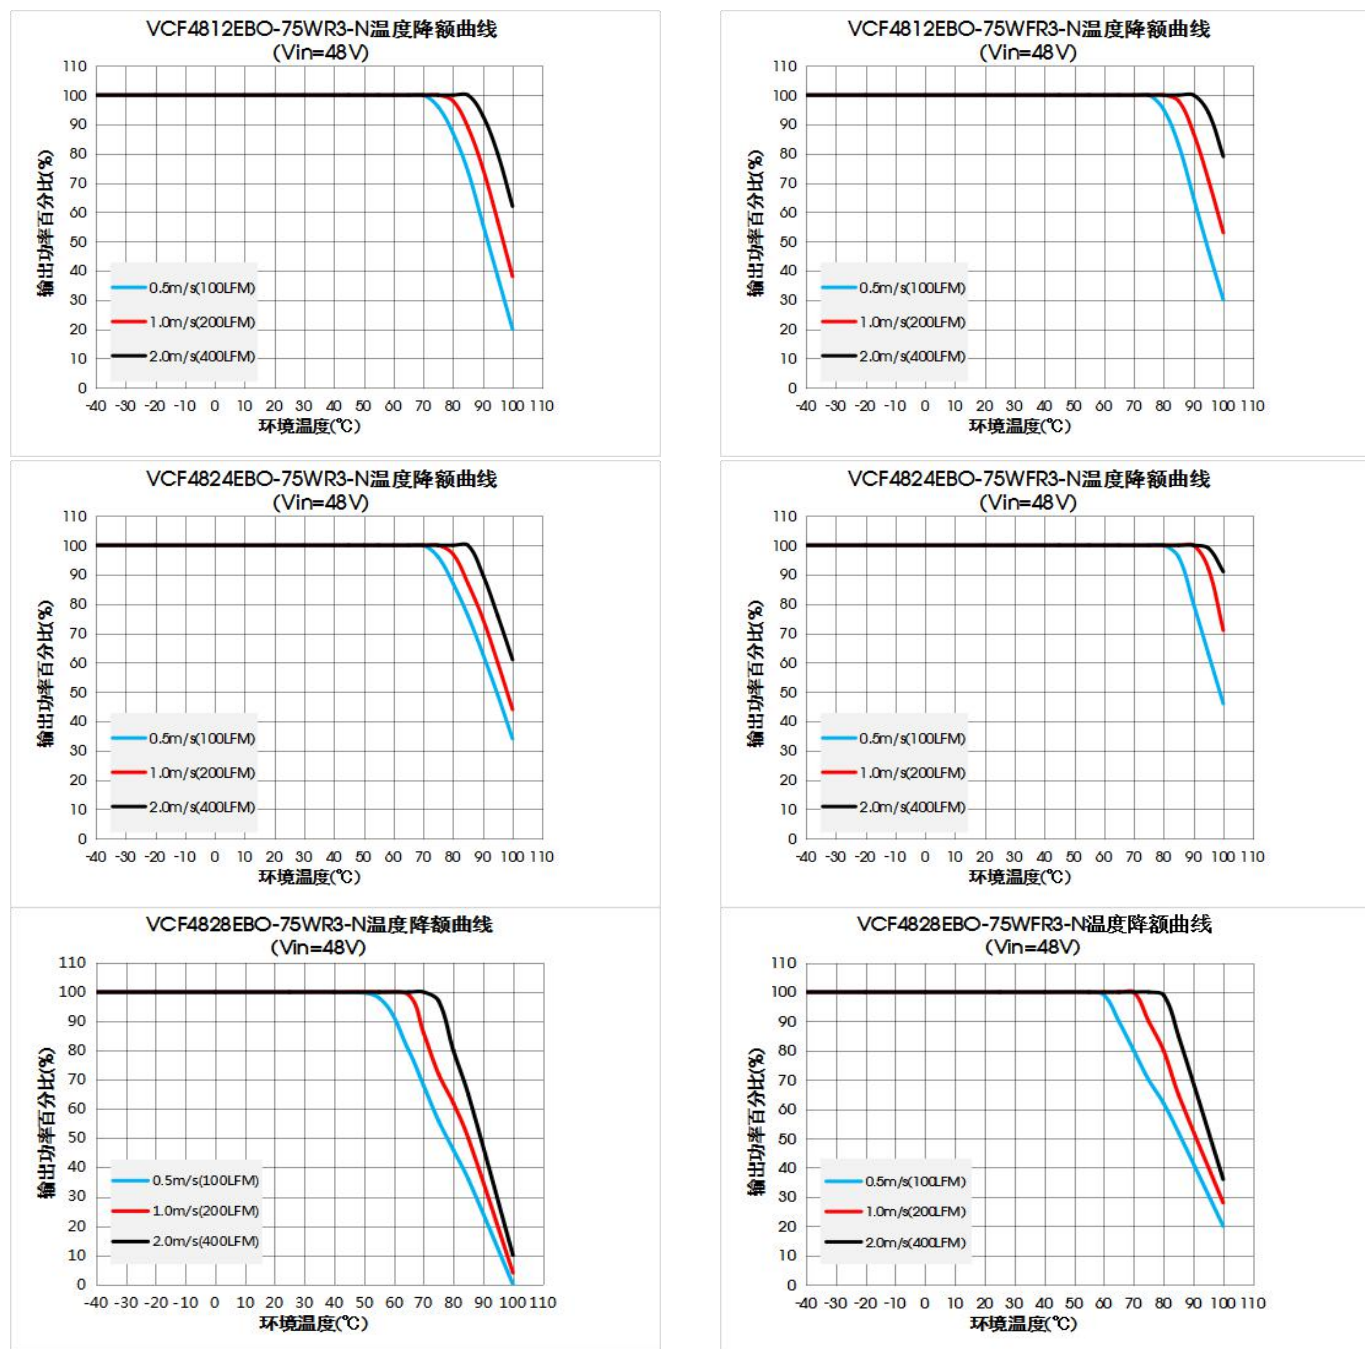 VCF4812EBO-75WR3-N温度降额曲线
(Vin=48V)
110
100
90
80
70
60
50
40
30
20
10
0
输出功率百分比(%)
0.5m/s(100LFM)
1.0m/s(200LFM)
2.0m/s(400LFM)
-40 -30 -20 -10 0 10 20 30 40 50 60 70 80 90 100 110
环境温度(℃)
VCF4812EBO-75WFR3-N温度降额曲线
(Vin=48V)
110
100
90
80
70
60
50
40
30
20
10
0
输出功率百分比(%)
0.5m/s(100LFM)
1.0m/s(200LFM)
2.0m/s(400LFM)
-40 -30 -20 -10 0 10 20 30 40 50 60 70 80 90 100 110
环境温度(℃)
VCF4824EBO-75WR3-N温度降额曲线
(Vin=48V)
110
100
90
80
70
60
50
40
30
20
10
0
输出功率百分比(%)
0.5m/s(100LFM)
1.0m/s(200LFM)
2.0m/s(400LFM)
-40 -30 -20 -10 0 10 20 30 40 50 60 70 80 90 100 110
环境温度(℃)
VCF4824EBO-75WFR3-N温度降额曲线
(Vin=48V)
110
100
90
80
70
60
50
40
30
20
10
0
输出功率百分比(%)
0.5m/s(100LFM)
1.0m/s(200LFM)
2.0m/s(400LFM)
-40 -30 -20 -10 0 10 20 30 40 50 60 70 80 90 100 110
环境温度(℃)
VCF4828EBO-75WR3-N温度降额曲线
(Vin=48V)
110
100
90
80
70
60
50
40
30
20
10
0
输出功率百分比(%)
0.5m/s(100LFM)
1.0m/s(200LFM)
2.0m/s(400LFM)
-40 -30 -20 -10 0 10 20 30 40 50 60 70 80 90 100 110
环境温度(℃)
VCF4828EBO-75WFR3-N温度降额曲线
(Vin=48V)
110
100
90
80
70
60
50
40
30
20
10
0
输出功率百分比(%)
0.5m/s(100LFM)
1.0m/s(200LFM)
2.0m/s(400LFM)
-40 -30 -20 -10 0 10 20 30 40 50 60 70 80 90 100 110
环境温度(℃)